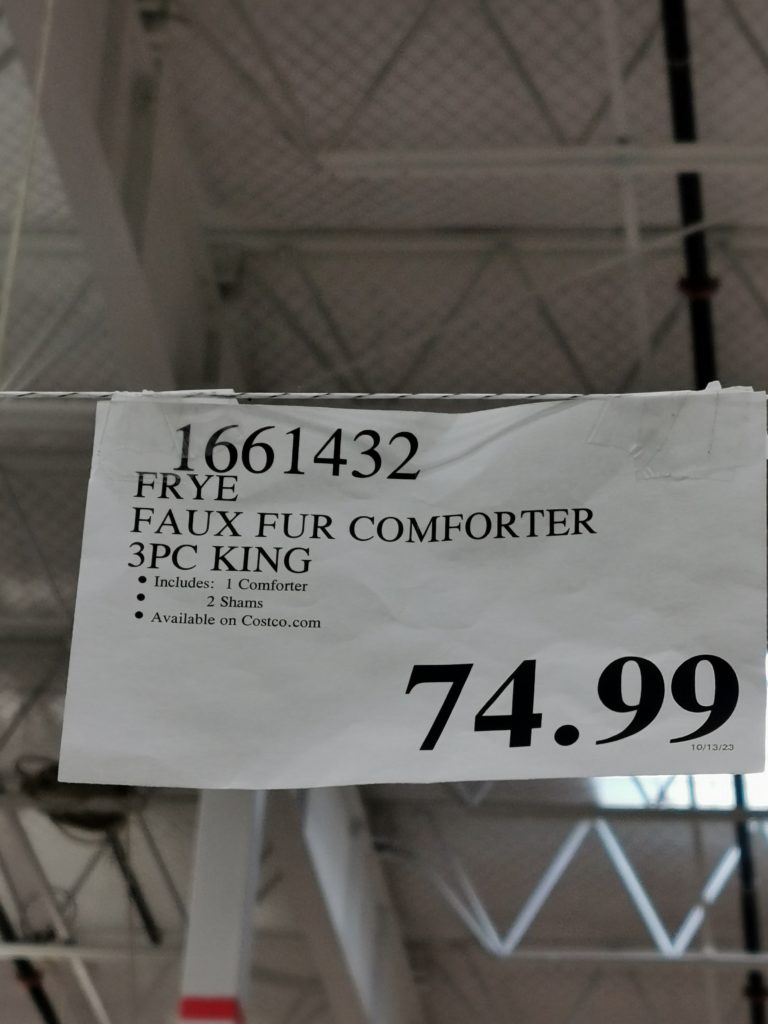 1661432
FRYE
FAUX FUR COMFORTER
3PC KING
• Includes: 1 Comforter
• 2 Shams
• Available on Costco.com
74.99
10/13/23